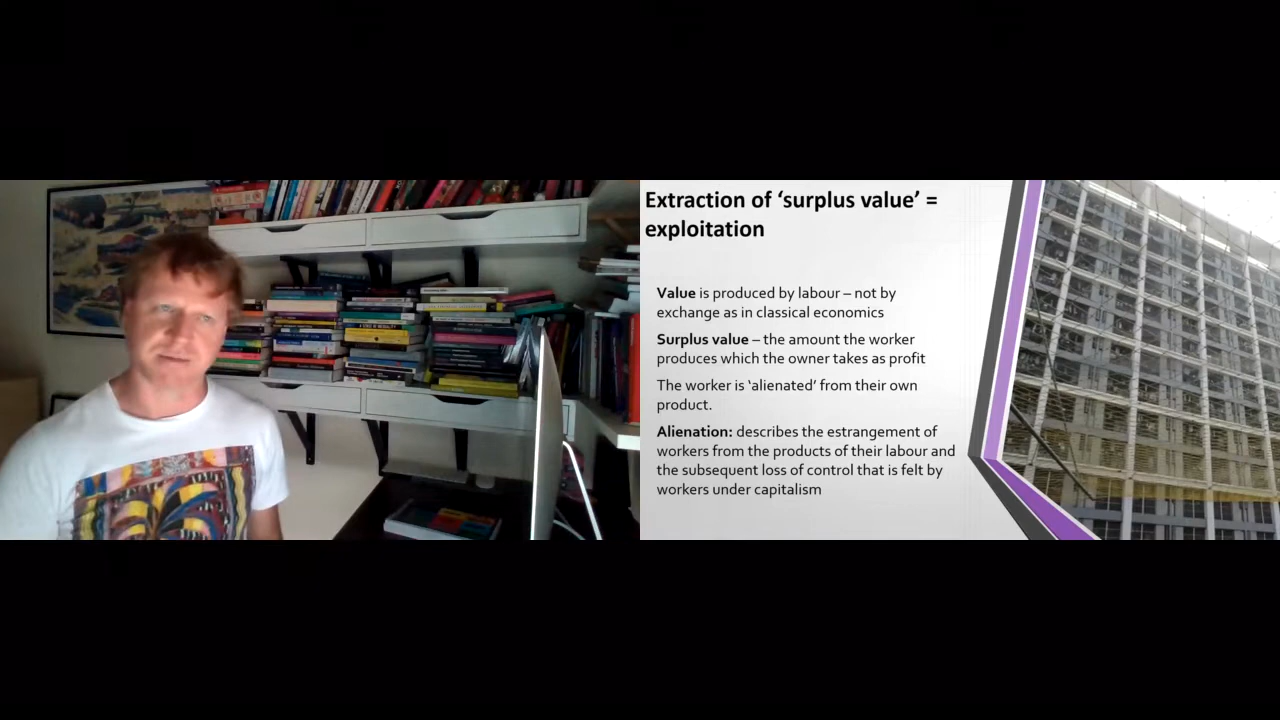 Extraction of ‘surplus value’ =
exploitation
Value is produced by labour – not by
exchange as in classical economics
Surplus value – the amount the worker
produces which the owner takes as profit
The worker is ‘alienated’ from their own
product.
Alienation: describes the estrangement of
workers from the products of their labour and
the subsequent loss of control that is felt by
workers under capitalism